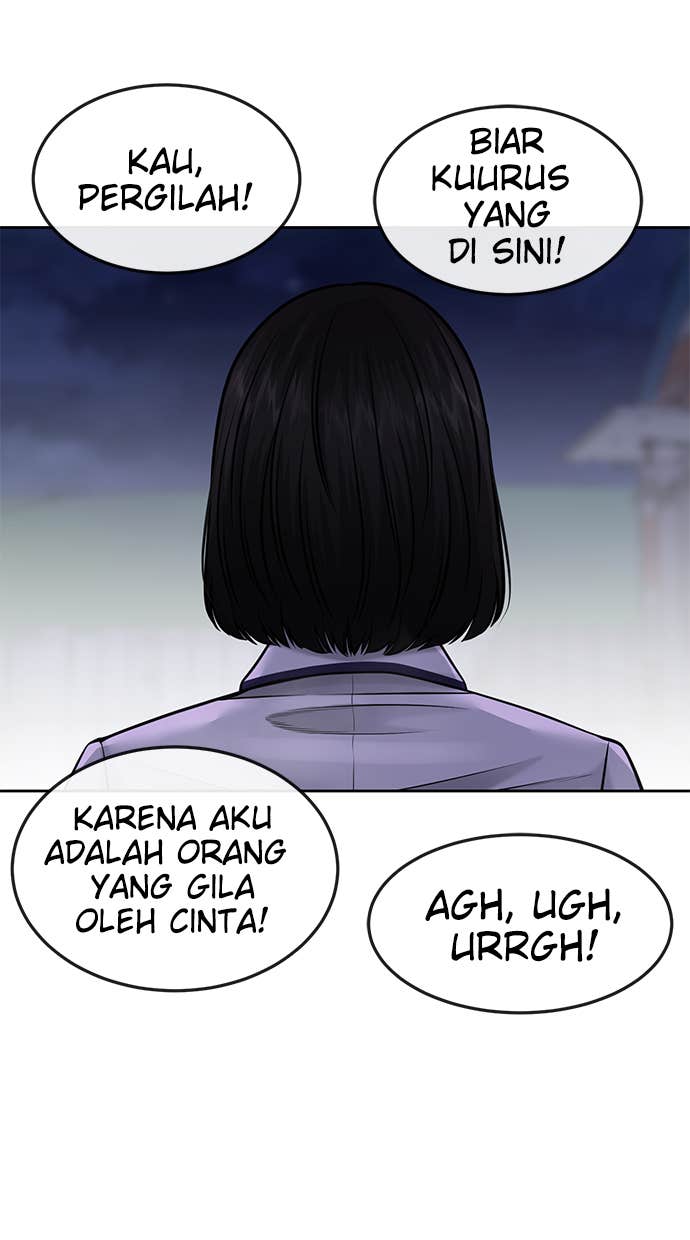 KAU,
PERGILAH!
BIAR
KUURUS
YANG
DI SINI!
KARENA AKU
ADALAH ORANG
YANG GILA
OLEH CINTA!
AGH, UGH,
URRGH!